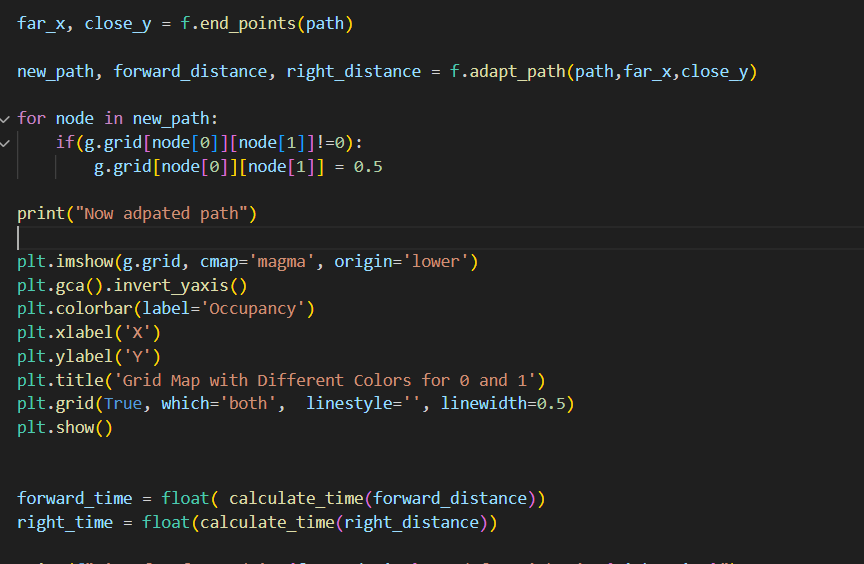 far_x, close_y = f.end_points(path)
new_path, forward_distance, right_distance = f.adapt_path(path,far_x,close_y)
for node in new_path:
    if(g.grid[node[0]][node[1]]!=0):
        g.grid[node[0]][node[1]] = 0.5
print("Now adpated path")
plt.imshow(g.grid, cmap='magma', origin='lower')
plt.gca().invert_yaxis()
plt.colorbar(label='Occupancy')
plt.xlabel('X')
plt.ylabel('Y')
plt.title('Grid Map with Different Colors for 0 and 1')
plt.grid(True, which='both',  linestyle='', linewidth=0.5)
plt.show()
forward_time = float( calculate_time(forward_distance))
right_time = float(calculate_time(right_distance))